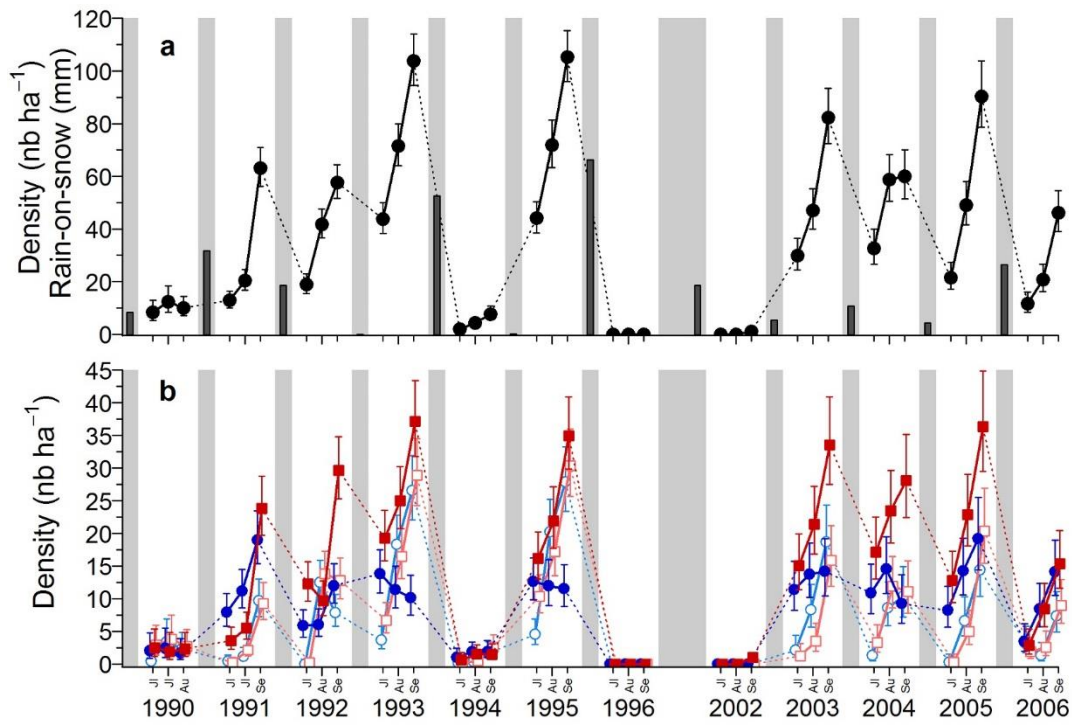 120
100
80
60
40
20
0
Density (nb ha⁻¹)
Rain-on-snow (mm)
a
45
40
35
30
25
20
15
10
5
0
Density (nb ha⁻¹)
b
Jl Au Jl Se Jl Au Se Jl Au Se Jl Au Se Jl Au Se Jl Au Se Jl Au Se Jl Au Se Jl Au Se Jl Au Se Jl Au Se
1990 1991 1992 1993 1994 1995 1996 2002 2003 2004 2005 2006